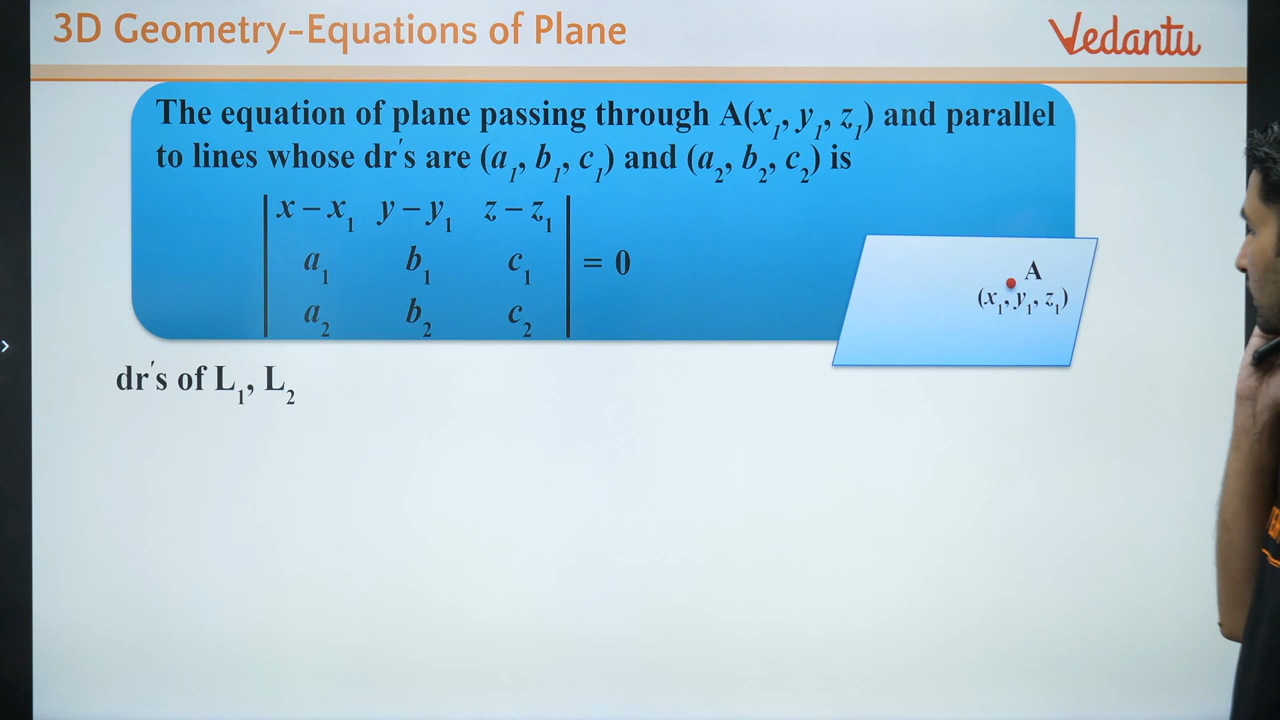 3D Geometry-Equations of Plane
Vedantu
The equation of plane passing through A(x₁, y₁, z₁) and parallel
to lines whose dr's are (a₁, b₁, c₁) and (a₂, b₂, c₂) is
x − x₁ y − y₁ z − z₁
a₁ b₁ c₁ = 0
a₂ b₂ c₂
A
(x₁, y₁, z₁)
dr's of L₁, L₂